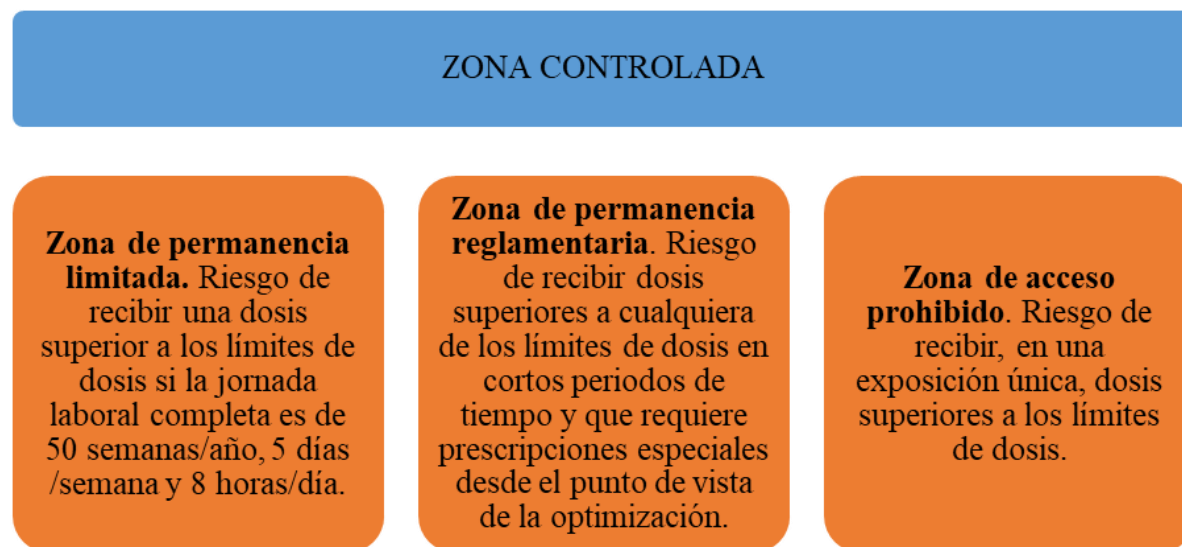 ZONA CONTROLADA
Zona de permanencia
limitada. Riesgo de
recibir una dosis
superior a los límites de
dosis si la jornada
laboral completa es de
50 semanas/año, 5 días
/semana y 8 horas/día.
Zona de permanencia
reglamentaria. Riesgo
de recibir dosis
superiores a cualquiera
de los límites de dosis en
cortos periodos de
tiempo y que requiere
prescripciones especiales
desde el punto de vista
de la optimización.
Zona de acceso
prohibido. Riesgo de
recibir, en una
exposición única, dosis
superiores a los límites
de dosis.